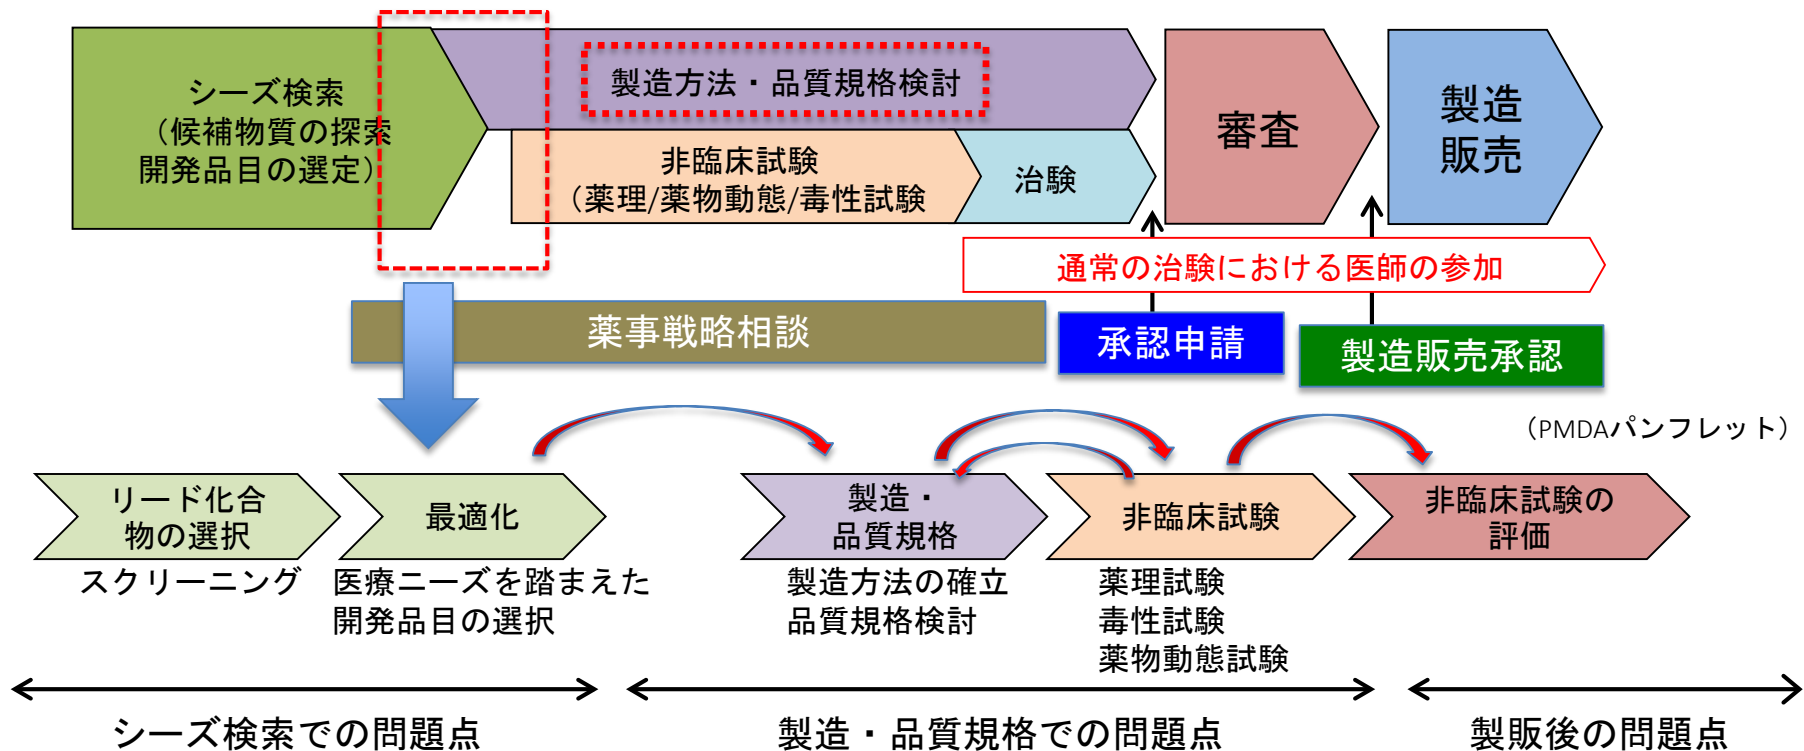 シーズ検索
（候補物質の探索
開発品目の選定）
製造方法・品質規格検討
非臨床試験
（薬理/薬物動態/毒性試験
治験
審査
製造
販売
通常の治験における医師の参加
薬事戦略相談
承認申請
製造販売承認
（PMDAパンフレット）
リード化合
物の選択
最適化
製造・
品質規格
非臨床試験
非臨床試験の
評価
スクリーニング
医療ニーズを踏まえた
開発品目の選択
製造方法の確立
品質規格検討
薬理試験
毒性試験
薬物動態試験
シーズ検索での問題点
製造・品質規格での問題点
製販後の問題点